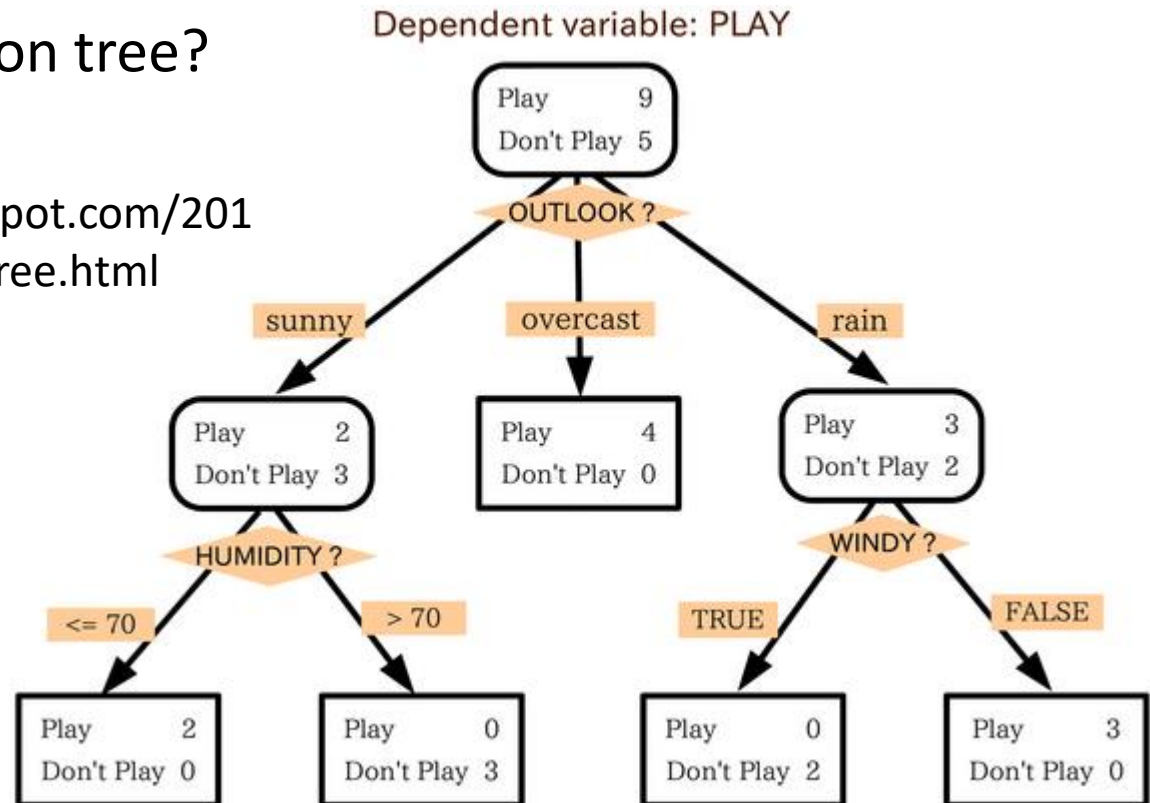 Dependent variable: PLAY
on tree?
pot.com/201
ree.html
Play 9
Don't Play 5
OUTLOOK ?
sunny
overcast
rain
Play 2
Don't Play 3
Play 4
Don't Play 0
Play 3
Don't Play 2
HUMIDITY ?
WINDY ?
<= 70
> 70
TRUE
FALSE
Play 2
Don't Play 0
Play 0
Don't Play 3
Play 0
Don't Play 2
Play 3
Don't Play 0